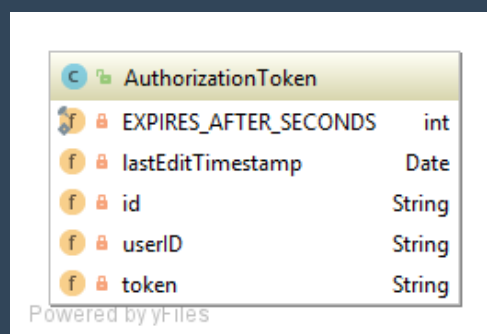 C AuthorizationToken
f EXPIRES_AFTER_SECONDS int
f lastEditTimestamp Date
f id String
f userID String
f token String
Powered by yFiles